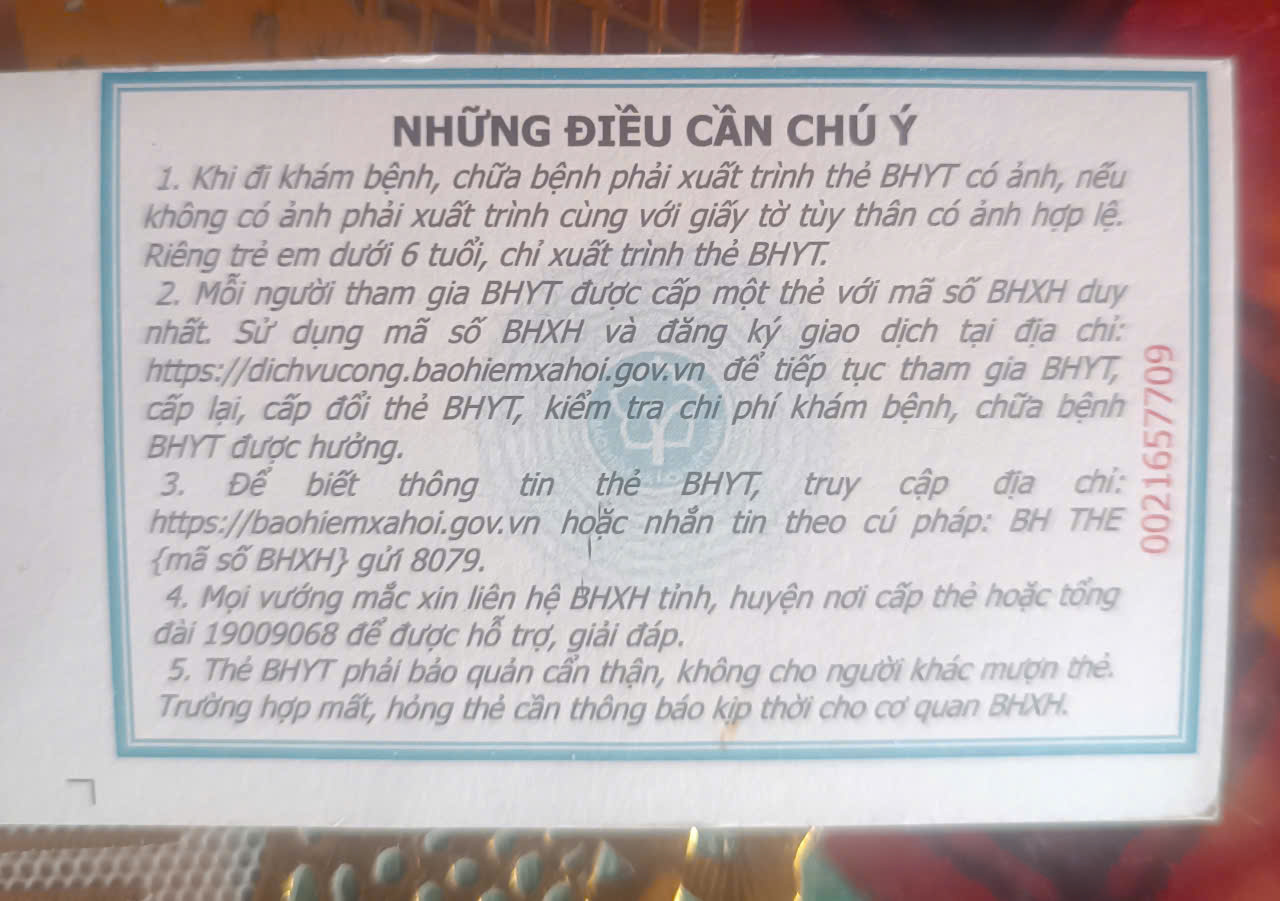 NHỮNG ĐIỀU CẦN CHÚ Ý
1. Khi đi khám bệnh, chữa bệnh phải xuất trình thẻ BHYT có ảnh, nếu
không có ảnh phải xuất trình cùng với giấy tờ tùy thân có ảnh hợp lệ.
Riêng trẻ em dưới 6 tuổi, chỉ xuất trình thẻ BHYT.
2. Mỗi người tham gia BHYT được cấp một thẻ với mã số BHXH duy
nhất. Sử dụng mã số BHXH và đăng ký giao dịch tại địa chỉ:
https://dichvucong.baohiemxahoi.gov.vn để tiếp tục tham gia BHYT,
cấp lại, cấp đổi thẻ BHYT, kiểm tra chi phí khám bệnh, chữa bệnh
BHYT được hưởng.
3. Để biết thông tin thẻ BHYT, truy cập địa chỉ:
https://baohiemxahoi.gov.vn hoặc nhắn tin theo cú pháp: BH THE
{mã số BHXH} gửi 8079.
4. Mọi vướng mắc xin liên hệ BHXH tỉnh, huyện nơi cấp thẻ hoặc tổng
đài 19009068 để được hỗ trợ, giải đáp.
5. Thẻ BHYT phải bảo quản cẩn thận, không cho người khác mượn thẻ.
Trường hợp mất, hỏng thẻ cần thông báo kịp thời cho cơ quan BHXH.
0021657709